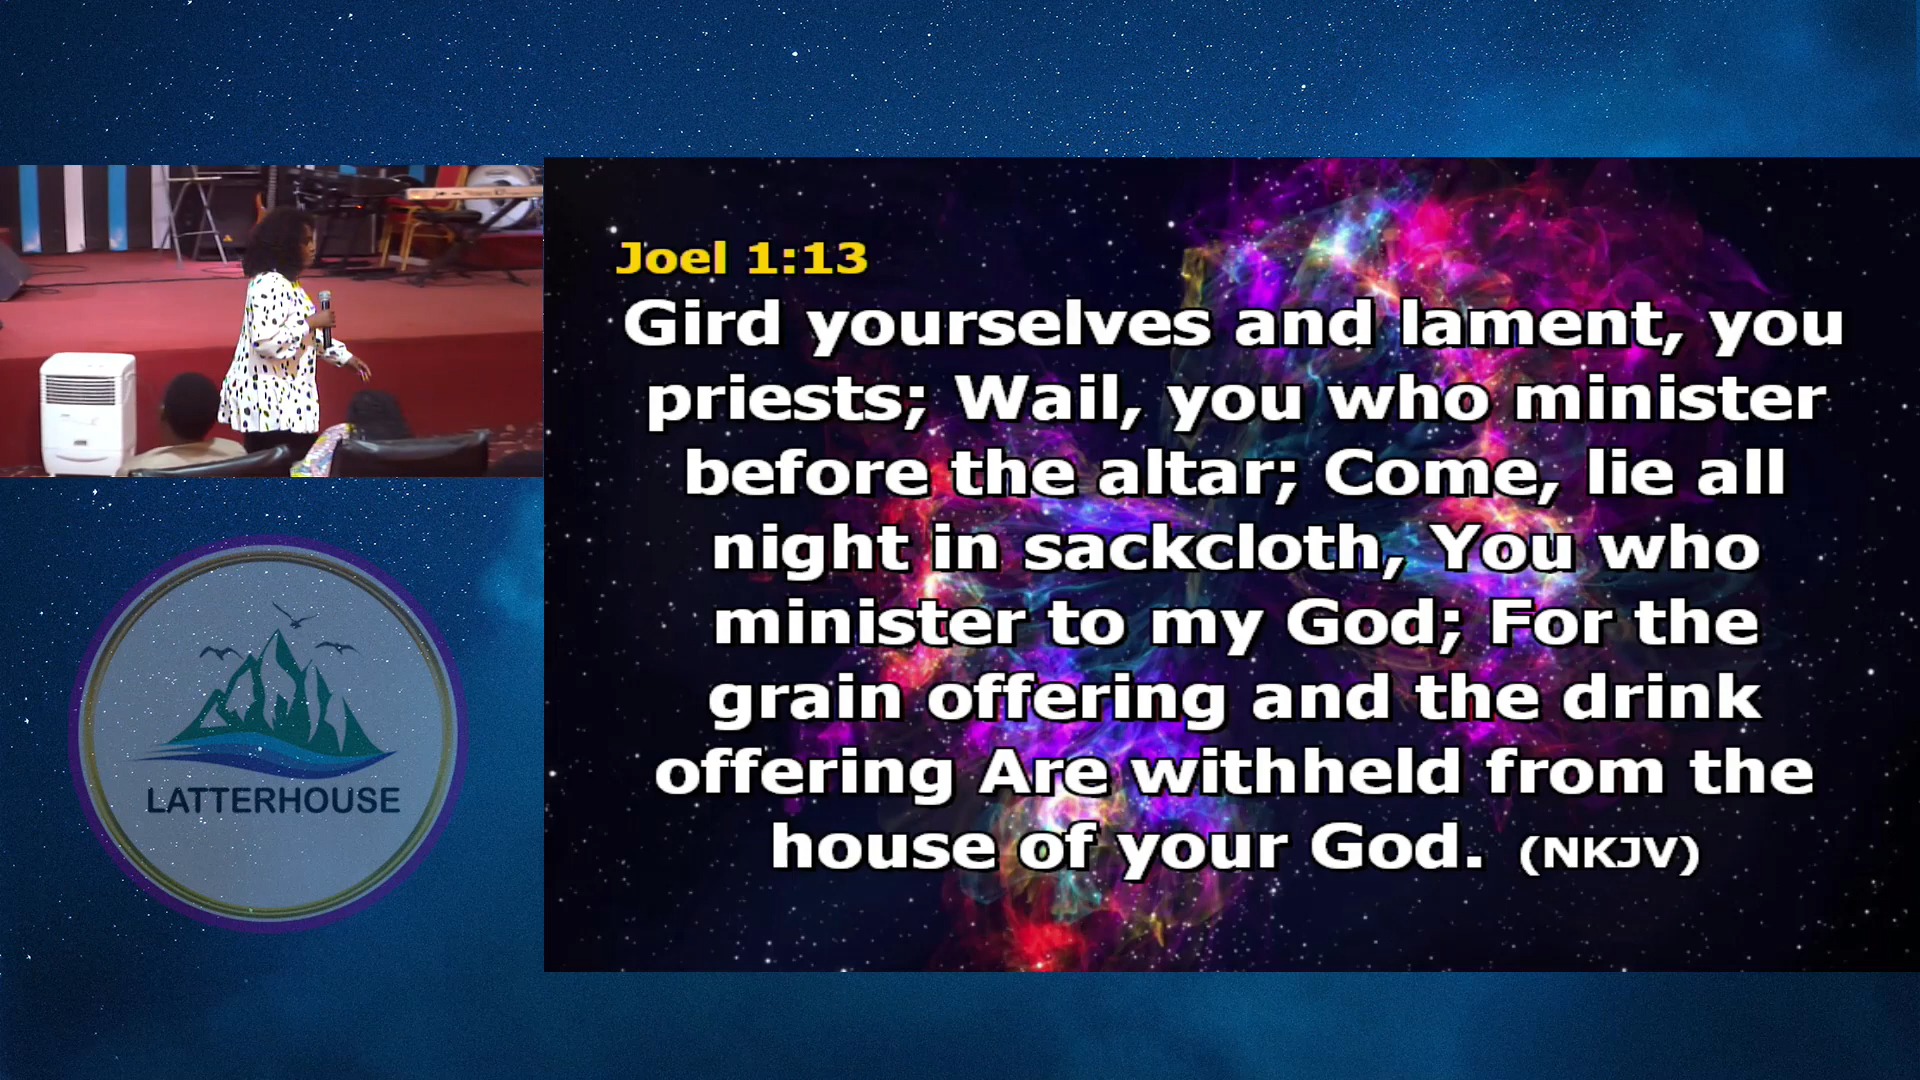 Joel 1:13
Gird yourselves and lament, you
priests; Wail, you who minister
before the altar; Come, lie all
night in sackcloth, You who
minister to my God; For the
grain offering and the drink
offering Are withheld from the
house of your God. (NKJV)
LATTERHOUSE